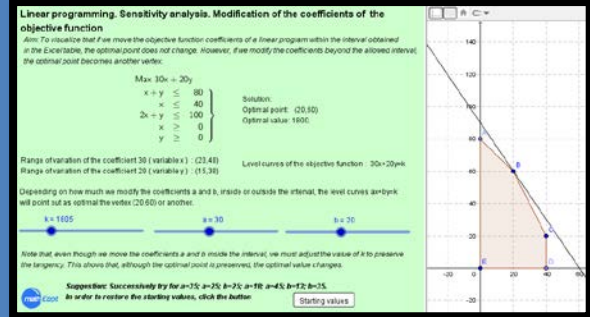 Linear programming. Sensitivity analysis. Modification of the coefficients of the
objective function
Aim: To visualize that if we move the objective function coefficients of a linear program within the interval obtained
in the Excel table, the optimal point does not change. However, if we modify the coefficients beyond the allowed interval,
the optimal point becomes another vertex.
Max 30x + 20y
x + y ≤ 80
x ≤ 40
2x + y ≤ 100
x ≥ 0
y ≥ 0
Solution:
Optimal point: (20,60)
Optimal value: 1800.
Range of variation of the coefficient 30 (variable x) : (23,40)
Range of variation of the coefficient 20 (variable y) : (15,30)
Level curves of the objective function : 30x+20y=k
Depending on how much we modify the coefficients a and b, inside or outside the interval, the level curves ax+by=k
will point out as optimal the vertex (20,60) or another.
k = 1805
a = 30
b = 20
Note that, even though we move the coefficients a and b inside the interval, we must adjust the value of k to preserve
the tangency. This shows that, although the optimal point is preserved, the optimal value changes.
Suggestion: Successively try for a=35; a=25; b=25; a=18; a=45; b=12; b=35.
In order to restore the starting values, click the button
Starting values
140
120
100
80
60
40
20
-20
0
20
40
60
-20
A
B
C
D
E